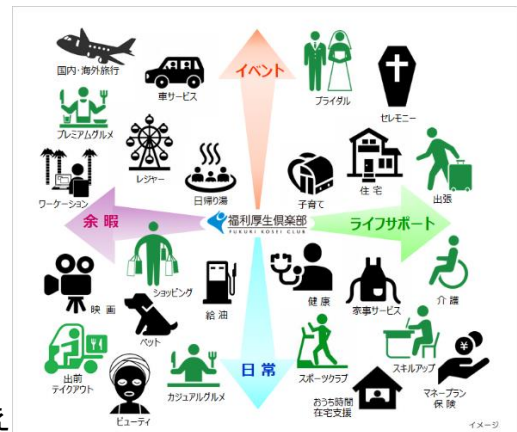 イベント
国内・海外旅行
車サービス
ブライダル
セレモニー
プレミアムグルメ
レジャー
日帰り湯
子育て
住宅
出張
ワーケーション
余暇
福利厚生倶楽部
FUKURI KOSEI CLUB
ライフサポート
映画
ショッピング
給油
健康
家事サービス
介護
ペット
出前
テイクアウト
ビューティ
カジュアルグルメ
日常
スポーツクラブ
おうち時間
在宅支援
スキルアップ
マネープラン
保険
¥
イメージ